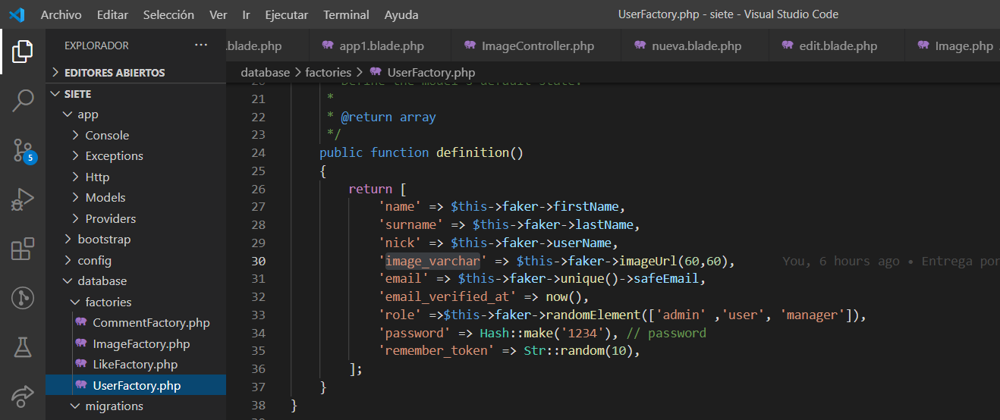 Archivo Editar Selección Ver Ir Ejecutar Terminal Ayuda UserFactory.php - siete - Visual Studio Code
EXPLORADOR ···
.blade.php app1.blade.php ImageController.php nueva.blade.php edit.blade.php Image.php
EDITORES ABIERTOS
SIETE
app
Console
Exceptions
Http
Models
Providers
bootstrap
config
database
factories
CommentFactory.php
ImageFactory.php
LikeFactory.php
UserFactory.php
migrations
5
database > factories > UserFactory.php
20 Define the model's default state.
21 *
22 * @return array
23 */
24 public function definition()
25 {
26 return [
27 'name' => $this->faker->firstName,
28 'surname' => $this->faker->lastName,
29 'nick' => $this->faker->userName,
30 'image_varchar' => $this->faker->imageUrl(60,60), You, 6 hours ago • Entrega por
31 'email' => $this->faker->unique()->safeEmail,
32 'email_verified_at' => now(),
33 'role' =>$this->faker->randomElement(['admin' ,'user', 'manager']),
34 'password' => Hash::make('1234'), // password
35 'remember_token' => Str::random(10),
36 ];
37 }
38 }